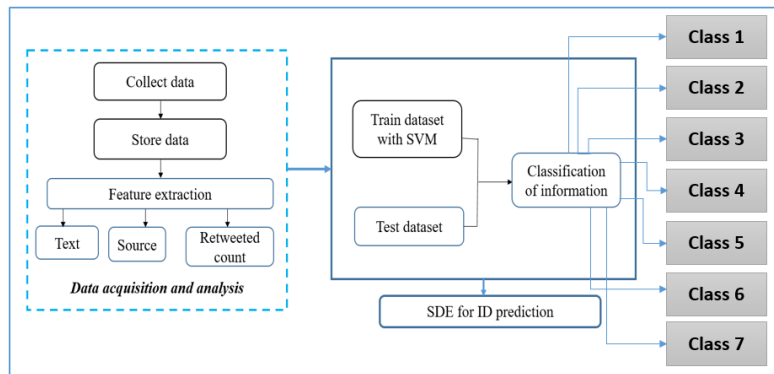 Collect data
Store data
Feature extraction
Text
Source
Retweeted
count
Data acquisition and analysis
Train dataset
with SVM
Test dataset
Classification
of information
SDE for ID prediction
Class 1
Class 2
Class 3
Class 4
Class 5
Class 6
Class 7